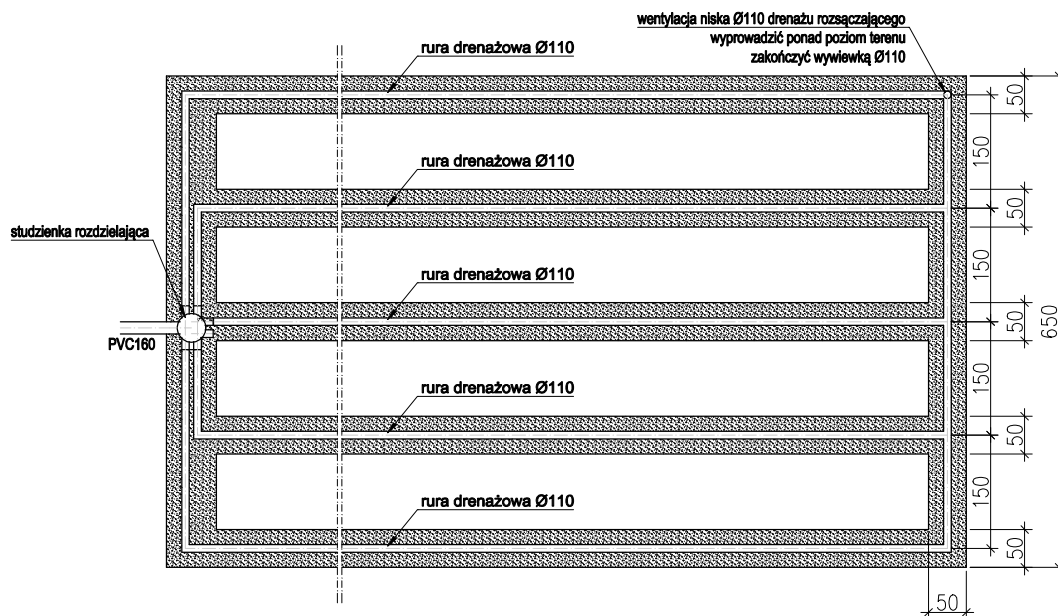 wentylacja niska Ø110 drenażu rozsączającego
wyprowadzić ponad poziom terenu
zakończyć wywiewką Ø110
rura drenażowa Ø110
50
150
rura drenażowa Ø110
50
studzienka rozdzielająca
150
rura drenażowa Ø110
50
650
PVC160
150
rura drenażowa Ø110
50
150
rura drenażowa Ø110
50
50